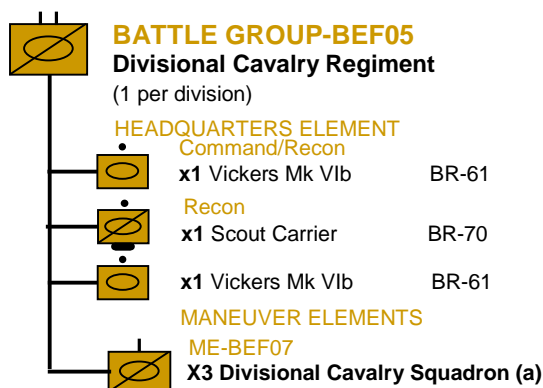 BATTLE GROUP-BEF05
Divisional Cavalry Regiment
(1 per division)
HEADQUARTERS ELEMENT
Command/Recon
x1 Vickers Mk VIb BR-61
Recon
x1 Scout Carrier BR-70
x1 Vickers Mk VIb BR-61
MANEUVER ELEMENTS
ME-BEF07
X3 Divisional Cavalry Squadron (a)